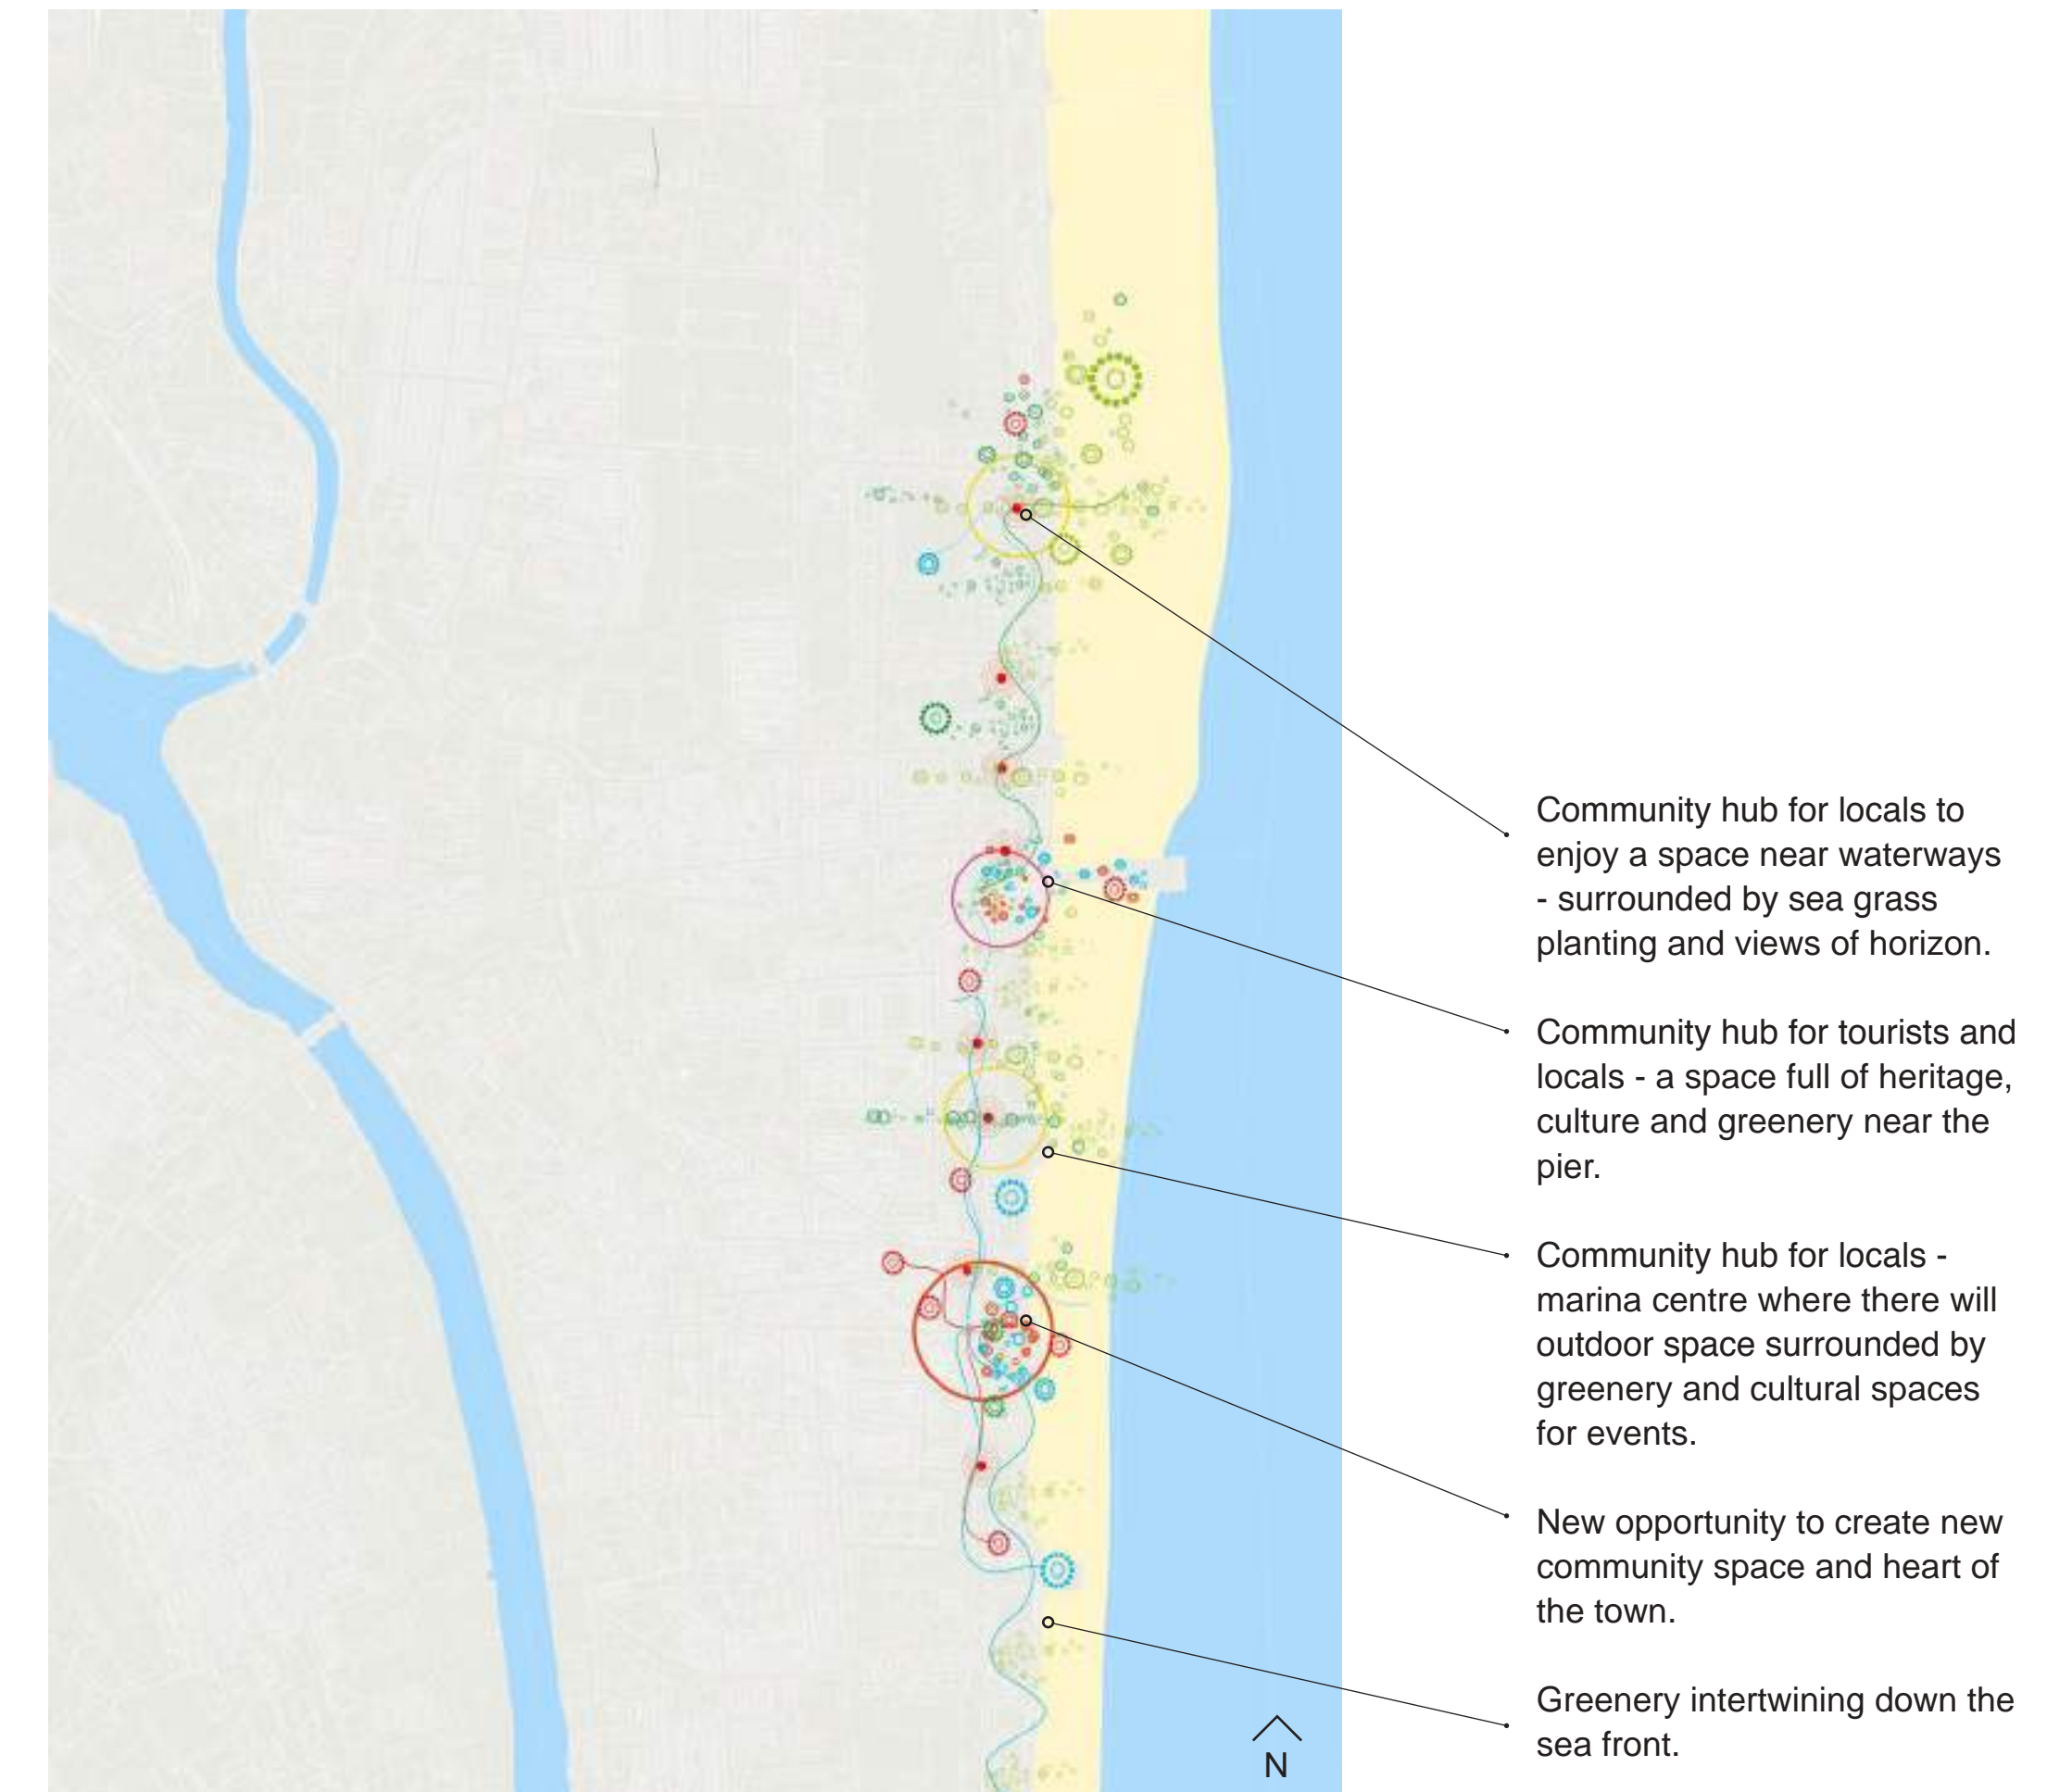 Community hub for locals to
enjoy a space near waterways
- surrounded by sea grass
planting and views of horizon.
Community hub for tourists and
locals - a space full of heritage,
culture and greenery near the
pier.
Community hub for locals -
marina centre where there will
outdoor space surrounded by
greenery and cultural spaces
for events.
New opportunity to create new
community space and heart of
the town.
Greenery intertwining down the
sea front.
N